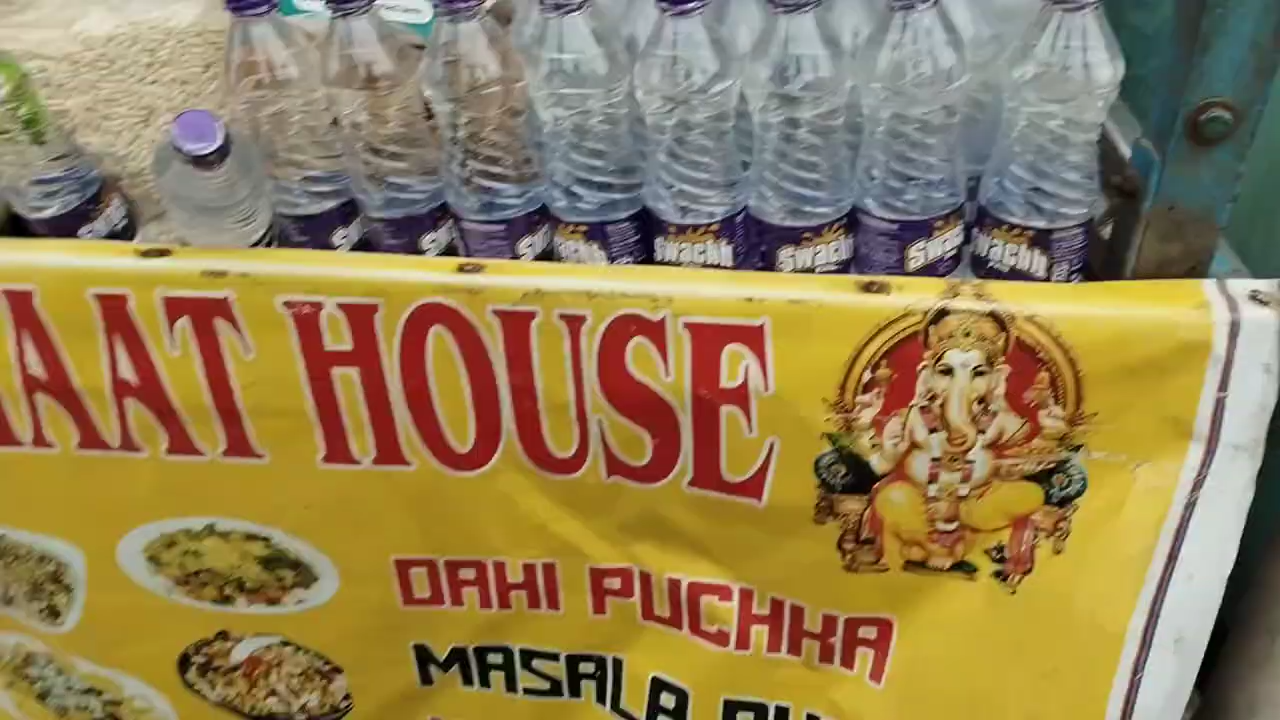 Swachh
Swachh
Swachh
Swachh
AAT HOUSE
DAHI PUCHKA
MASALA